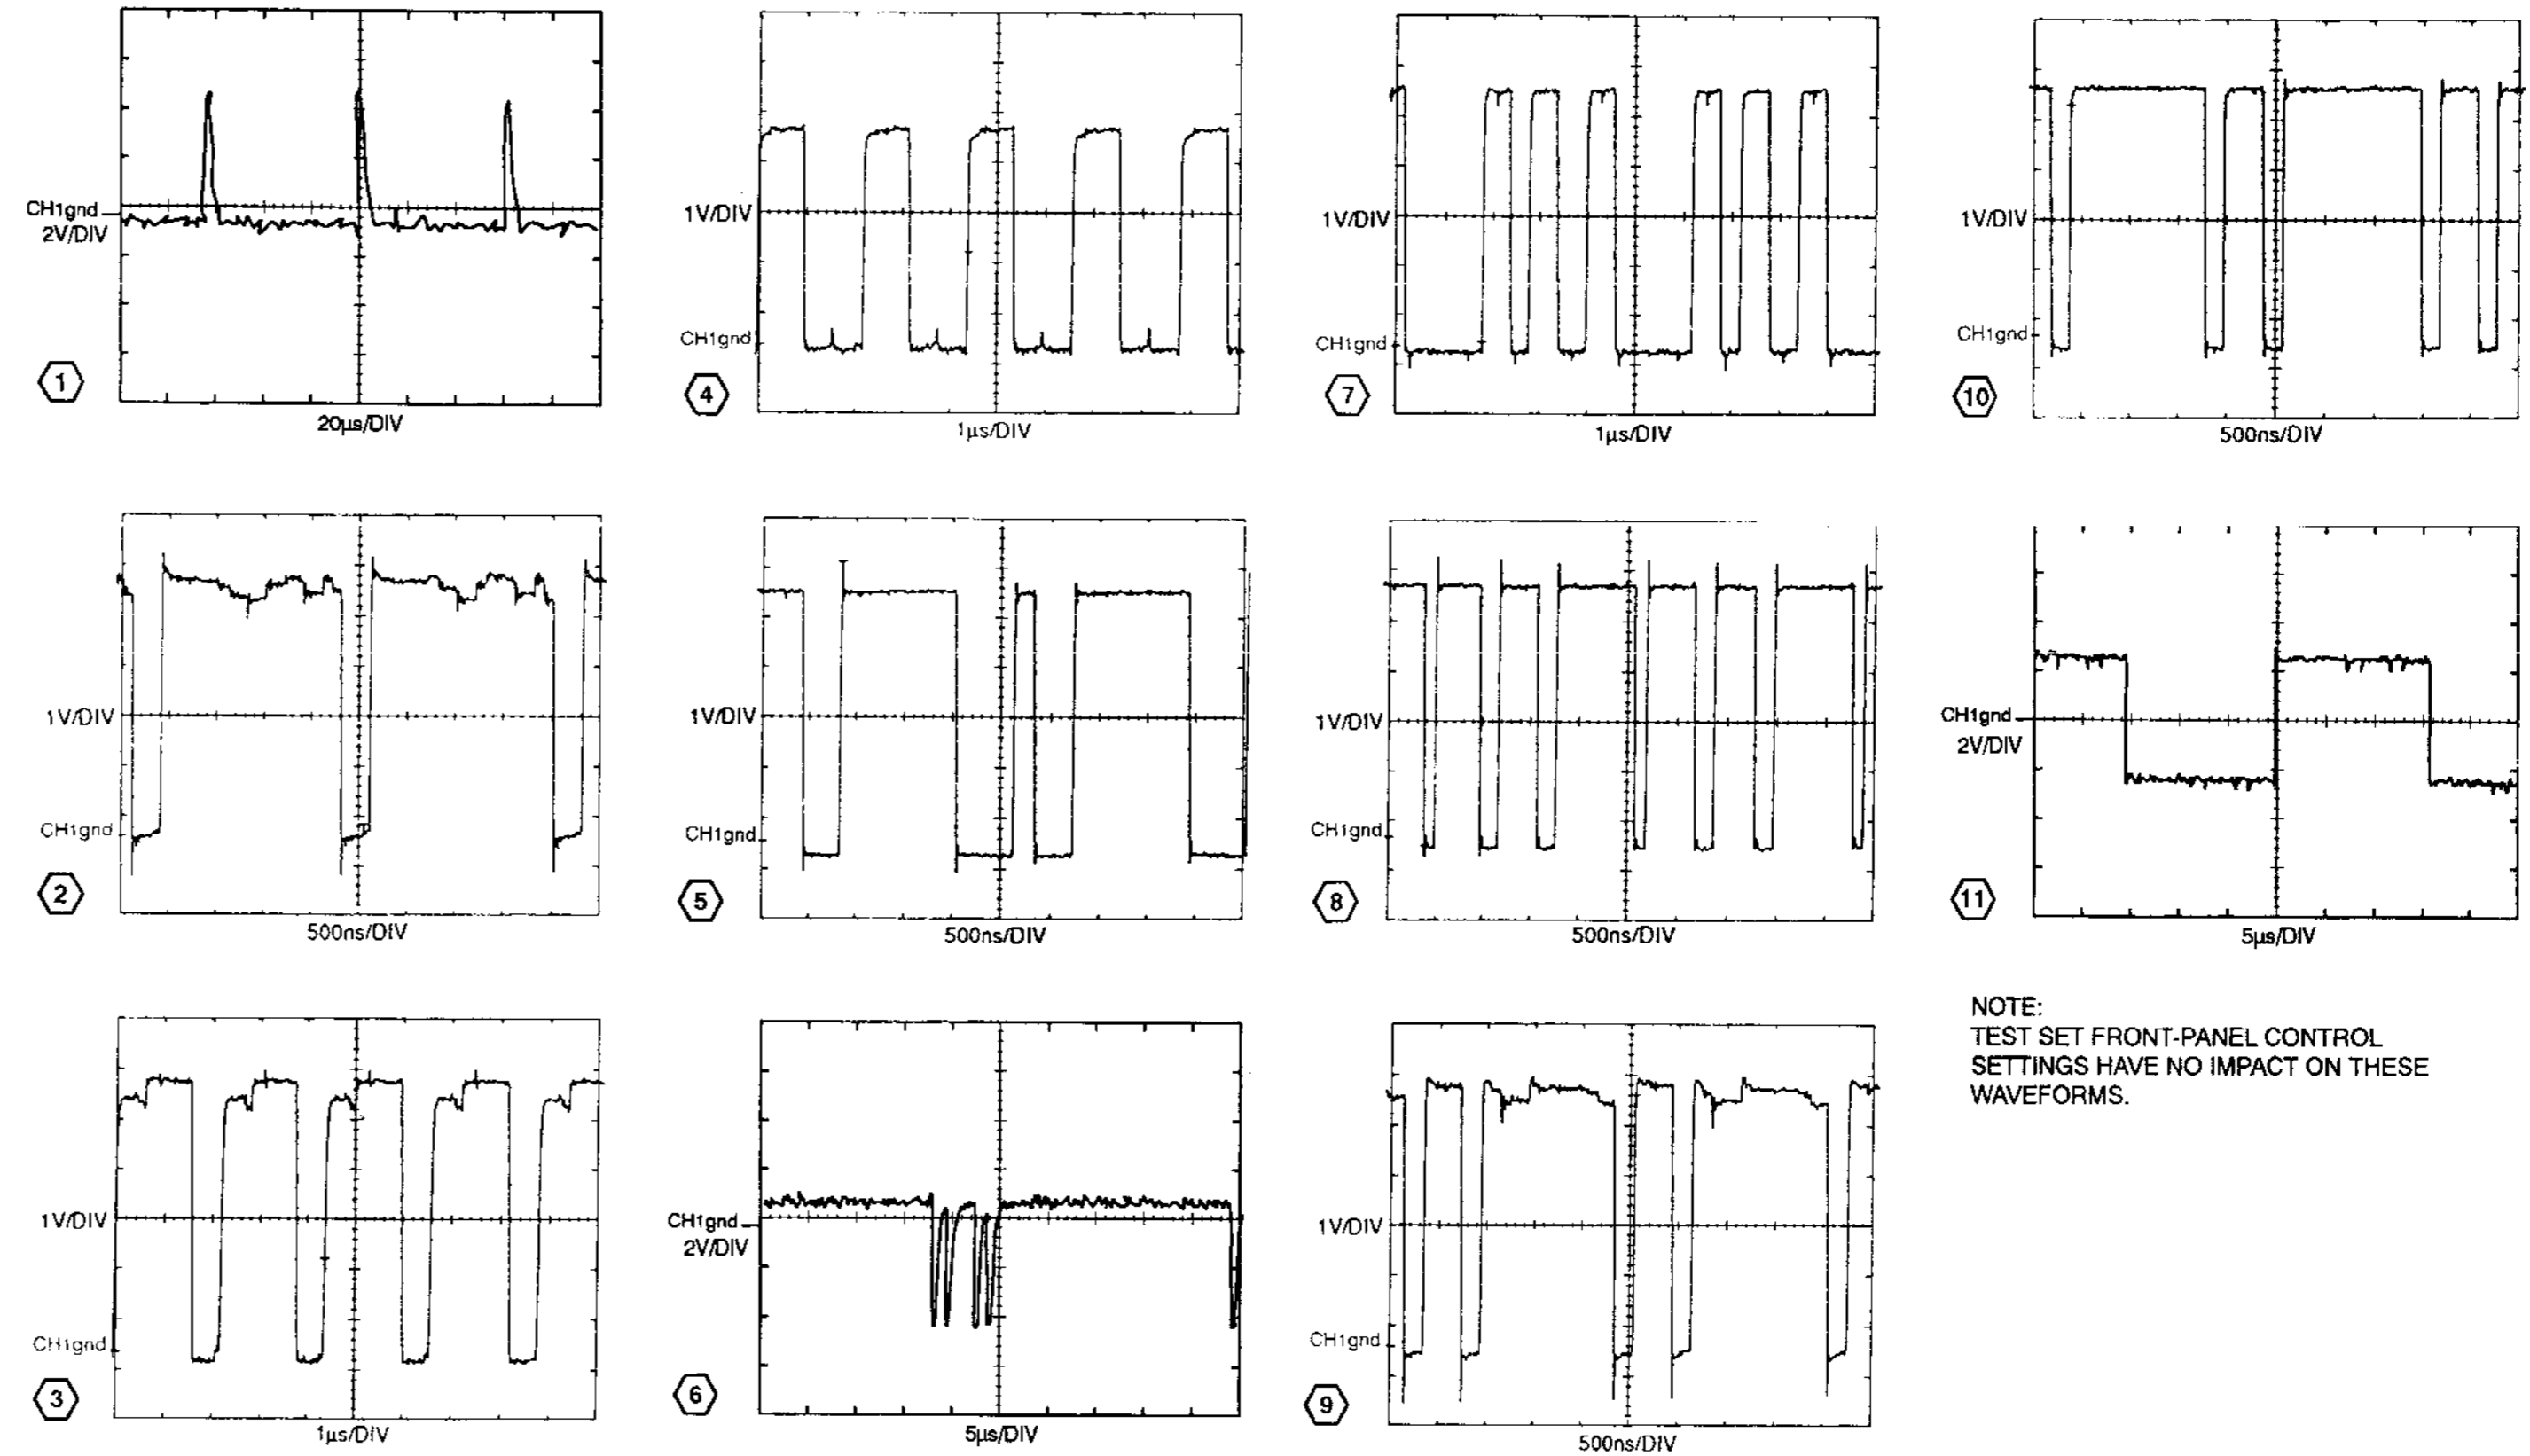 CH1gnd
2V/DIV
1
20µs/DIV
1V/DIV
CH1gnd
4
1µs/DIV
1V/DIV
CH1gnd
7
1µs/DIV
1V/DIV
CH1gnd
10
500ns/DIV
1V/DIV
CH1gnd
2
500ns/DIV
1V/DIV
CH1gnd
5
500ns/DIV
1V/DIV
CH1gnd
8
500ns/DIV
CH1gnd
2V/DIV
11
5µs/DIV
1V/DIV
CH1gnd
3
1µs/DIV
CH1gnd
2V/DIV
6
5µs/DIV
1V/DIV
CH1gnd
9
500ns/DIV
NOTE:
TEST SET FRONT-PANEL CONTROL
SETTINGS HAVE NO IMPACT ON THESE
WAVEFORMS.